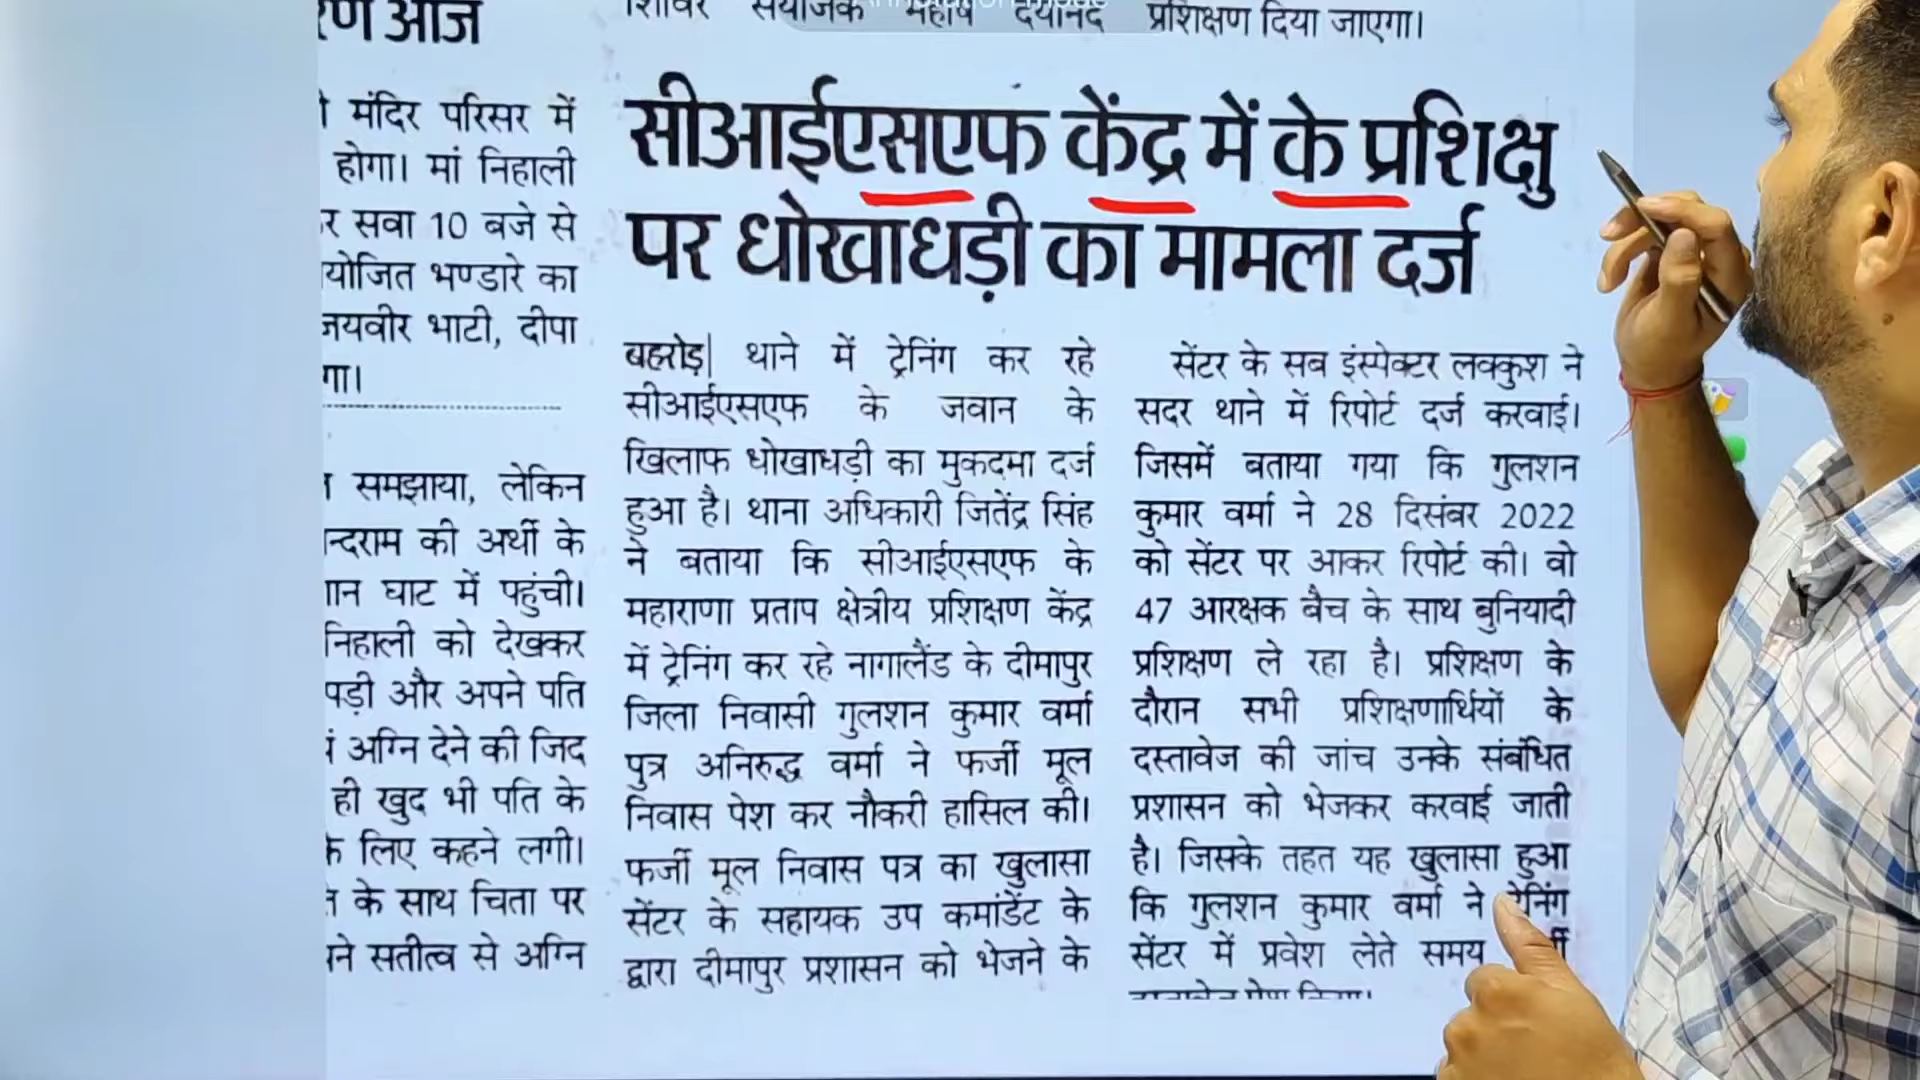 रण आज
मंदिर परिसर में
होगा। मां निहाली
सवा 10 बजे से
भण्डारे का
जयवीर भाटी, दीपा
समझाया, लेकिन
की अर्थी के
घाट में पहुंची।
निहाली को देखकर
पड़ी और अपने पति
अग्नि देने की जिद
ही खुद भी पति के
लिए कहने लगी।
के साथ चिता पर
सतीत्व से अग्नि
शिविर संयोजक महर्षि दयानंद प्रशिक्षण दिया जाएगा।
सीआईएसएफ केंद्र में के प्रशिक्षु
पर धोखाधड़ी का मामला दर्ज
बहरोड़| थाने में ट्रेनिंग कर रहे
सीआईएसएफ के जवान के
खिलाफ धोखाधड़ी का मुकदमा दर्ज
हुआ है। थाना अधिकारी जितेंद्र सिंह
ने बताया कि सीआईएसएफ के
महाराणा प्रताप क्षेत्रीय प्रशिक्षण केंद्र
में ट्रेनिंग कर रहे नागालैंड के दीमापुर
जिला निवासी गुलशन कुमार वर्मा
पुत्र अनिरुद्ध वर्मा ने फर्जी मूल
निवास पेश कर नौकरी हासिल की।
फर्जी मूल निवास पत्र का खुलासा
सेंटर के सहायक उप कमांडेंट के
द्वारा दीमापुर प्रशासन को भेजने के
सेंटर के सब इंस्पेक्टर लवकुश ने
सदर थाने में रिपोर्ट दर्ज करवाई।
जिसमें बताया गया कि गुलशन
कुमार वर्मा ने 28 दिसंबर 2022
को सेंटर पर आकर रिपोर्ट की। वो
47 आरक्षक बैच के साथ बुनियादी
प्रशिक्षण ले रहा है। प्रशिक्षण के
दौरान सभी प्रशिक्षणार्थियों के
दस्तावेज की जांच उनके संबंधित
प्रशासन को भेजकर करवाई जाती
है। जिसके तहत यह खुलासा हुआ
कि गुलशन कुमार वर्मा ने ट्रेनिंग
सेंटर में प्रवेश लेते समय